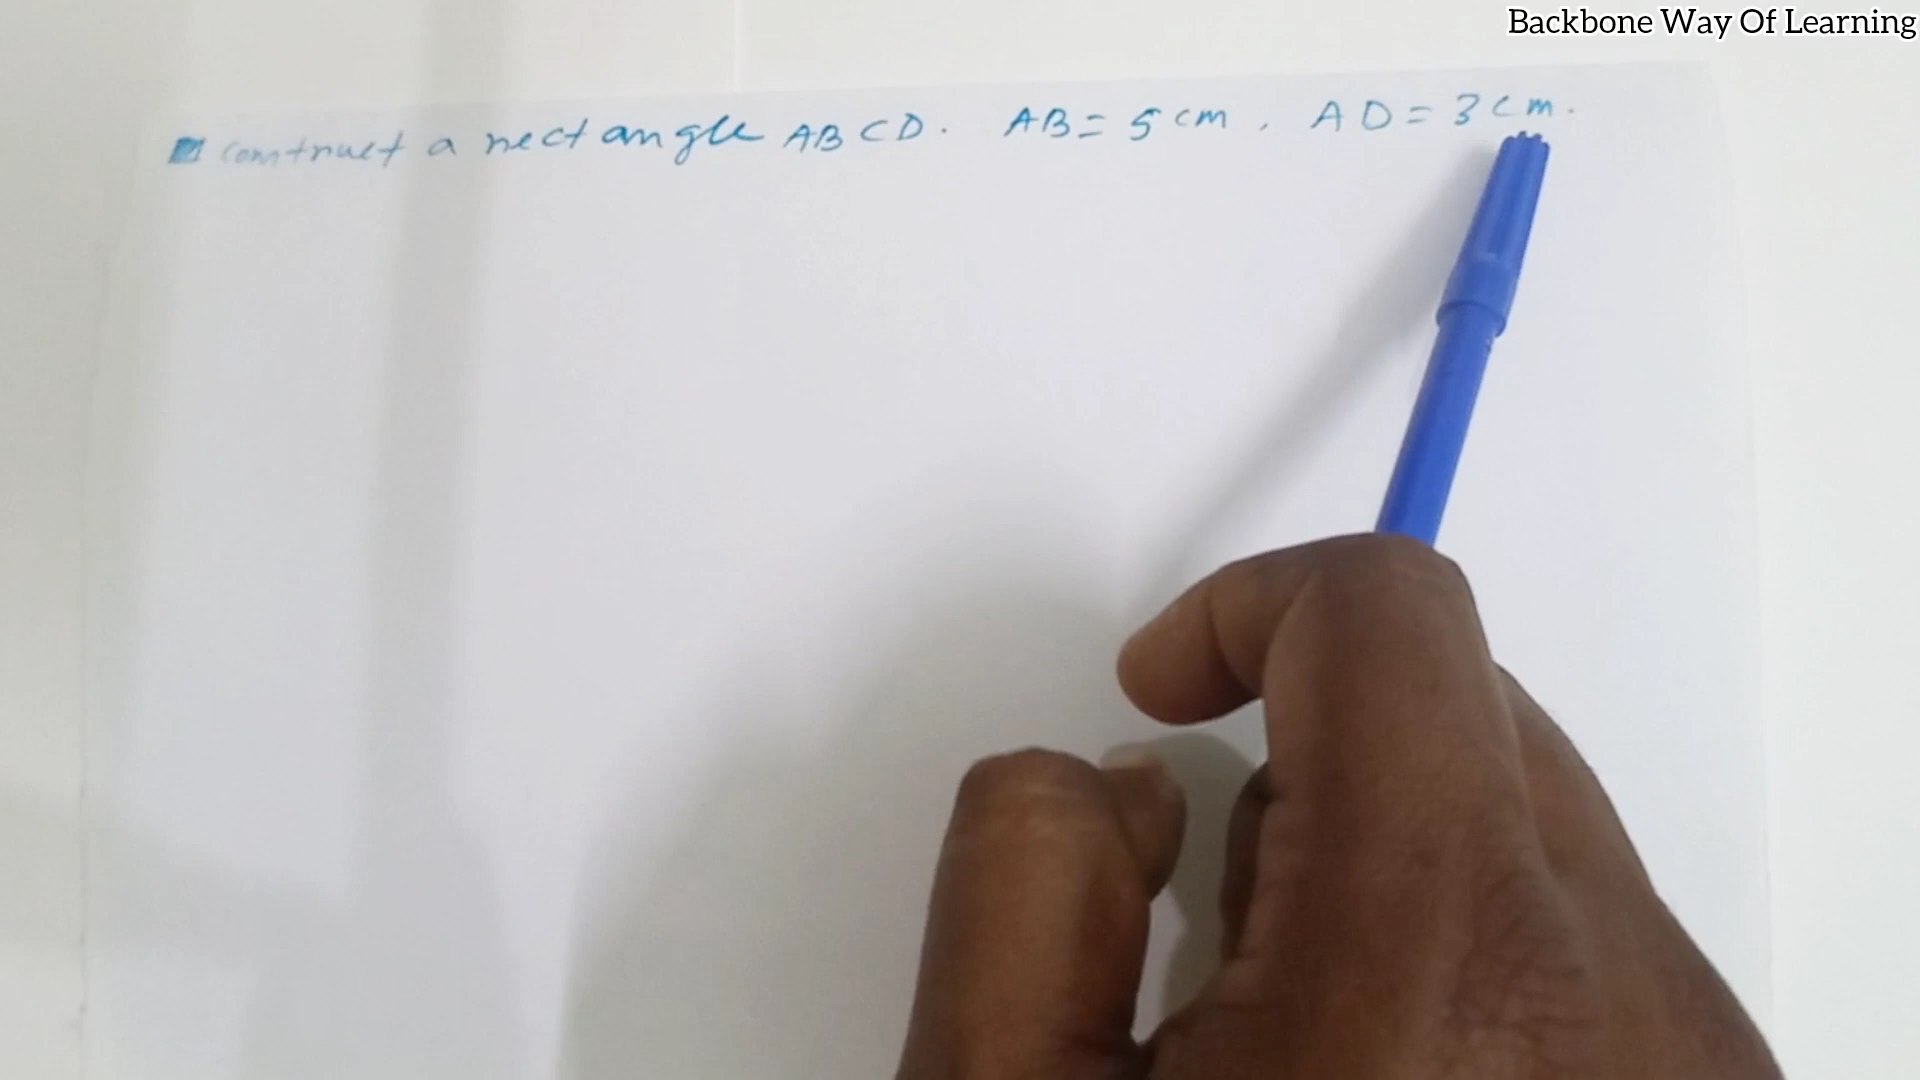 Backbone Way Of Learning
Construct a rectangle ABCD. AB = 5 cm, AD = 3 cm.